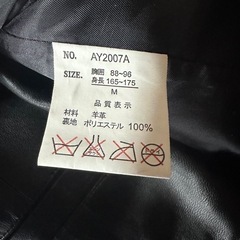 NO. AY2007A
SIZE. 胸囲 88~96
身長 165~175
M
品質表示
材料 羊革
裏地 ポリエステル 100%